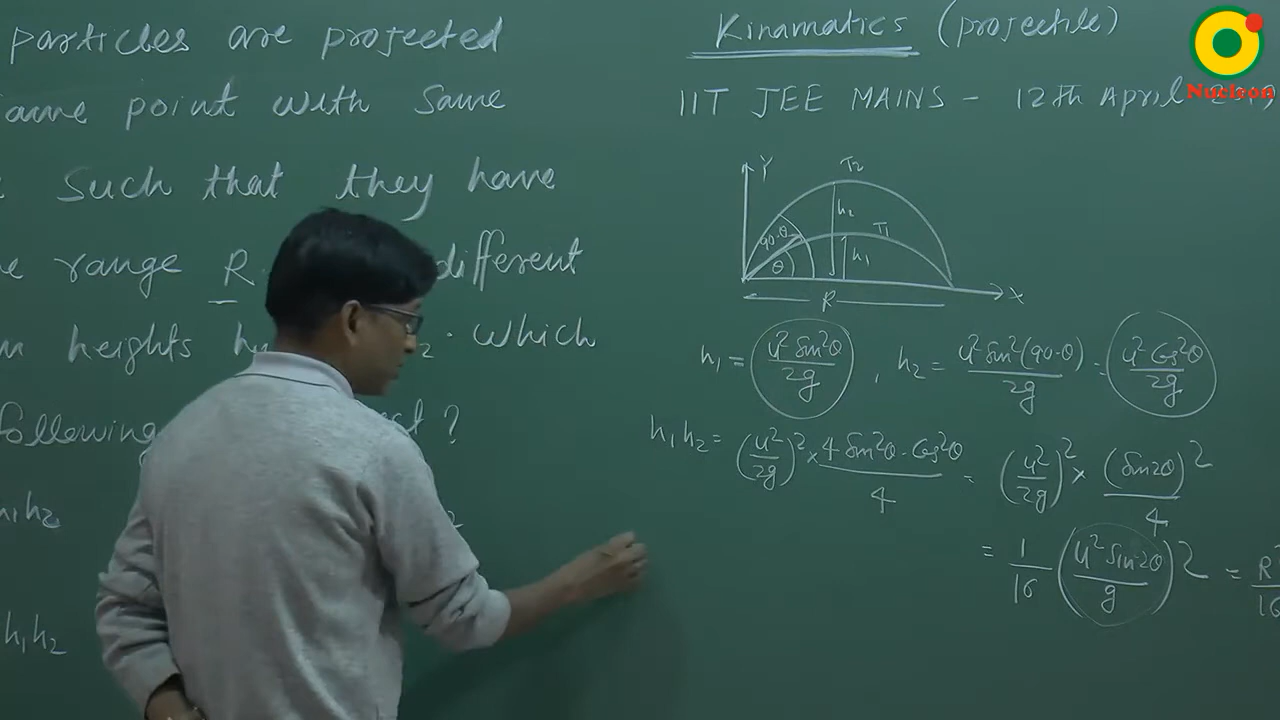 particles are projected
same point with same
such that they have
range R. different
heights h₁ ₂. which
following ?
h₁h₂
h₁h₂
Kinamatics (projectile)
IIT JEE MAINS - 12th April
Nucleon
Y T₂
h₂ T₁
90-θ
θ h₁
X
R
h₁ = u² Sin²θ / 2g , h₂ = u² Sin²(90-θ) / 2g = u² Cos²θ / 2g
h₁h₂ = (u²/2g)² × 4 Sin²θ · Cos²θ / 4 = (u²/2g)² × (Sin2θ)² / 4
= 1/16 (u² Sin2θ / g)² = R² / 16